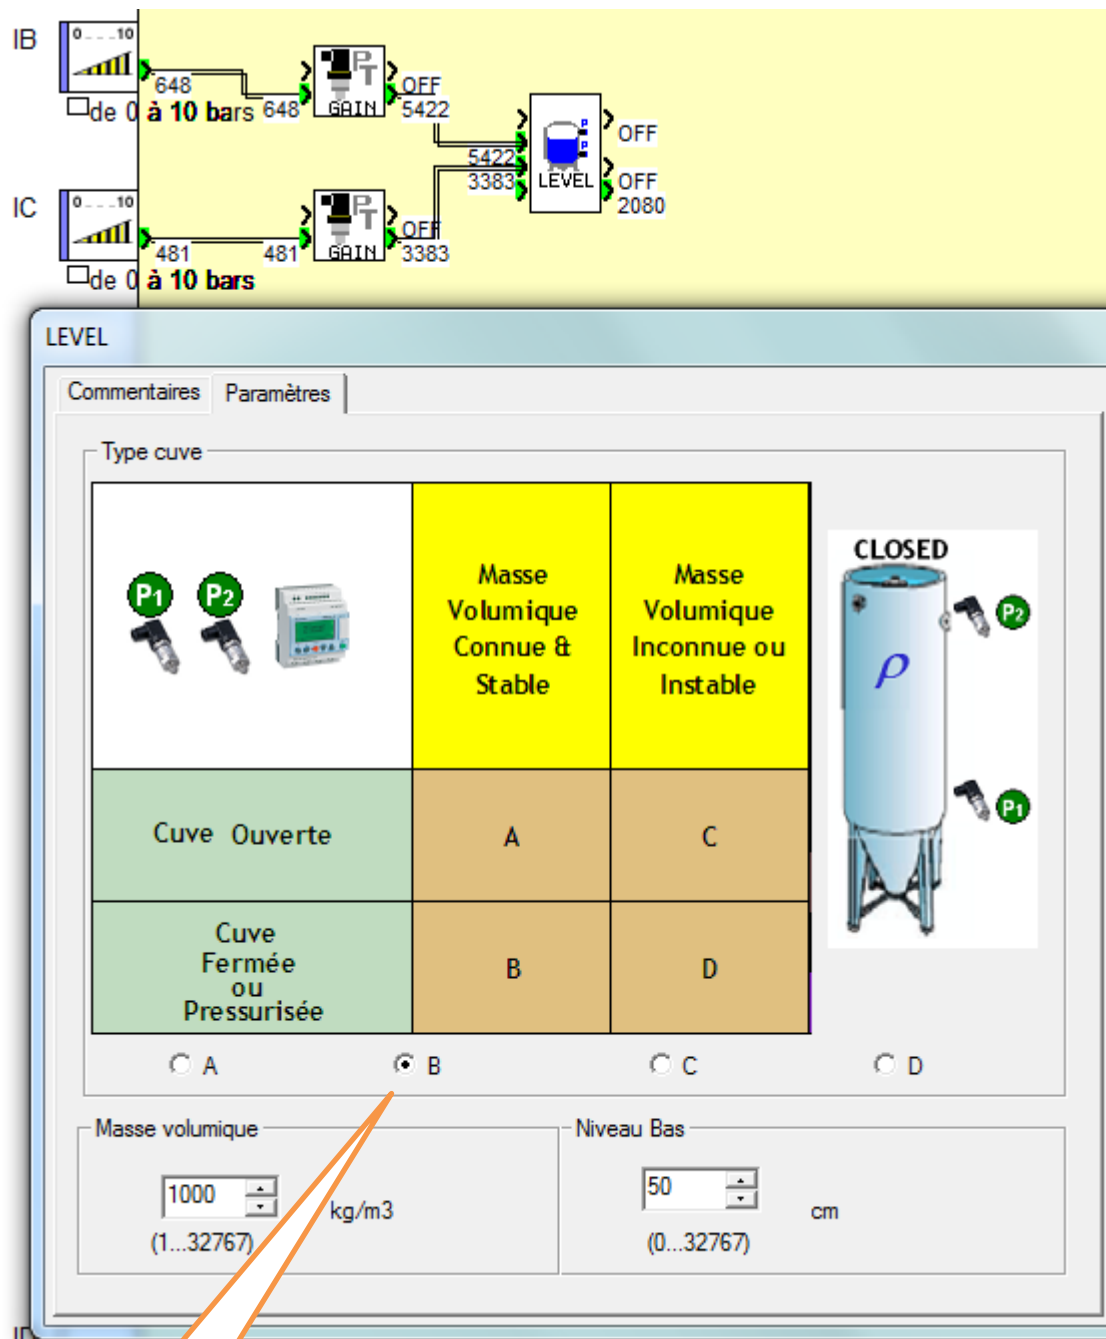 IB
0....10
648
de 0 à 10 bars
648
PT
GAIN
OFF
5422
5422
3383
P
P
LEVEL
OFF
OFF
2080
IC
0....10
481
de 0 à 10 bars
481
PT
GAIN
OFF
3383
LEVEL
Commentaires
Paramètres
Type cuve
P1
P2
Masse
Volumique
Connue &
Stable
Masse
Volumique
Inconnue ou
Instable
CLOSED
P2
ρ
P1
Cuve Ouverte
A
C
Cuve
Fermée
ou
Pressurisée
B
D
A
B
C
D
Masse volumique
1000
kg/m3
(1...32767)
Niveau Bas
50
cm
(0...32767)